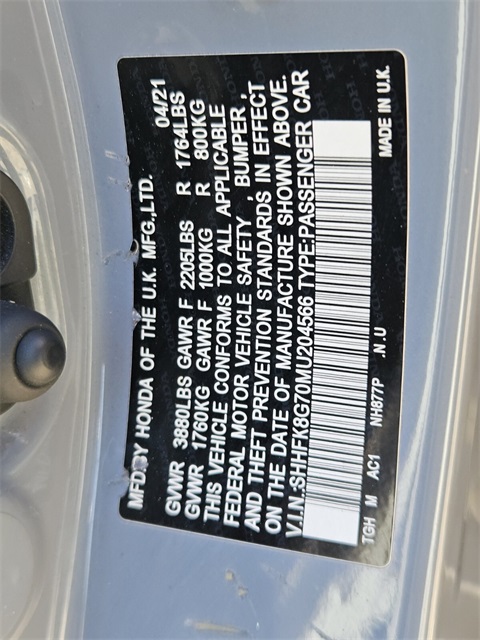 MFD.BY HONDA OF THE U.K. MFG.,LTD. 04/21
GVWR 3880LBS GAWR F 2205LBS R 1764LBS
GVWR 1760KG GAWR F 1000KG R 800KG
THIS VEHICLE CONFORMS TO ALL APPLICABLE
FEDERAL MOTOR VEHICLE SAFETY , BUMPER ,
AND THEFT PREVENTION STANDARDS IN EFFECT
ON THE DATE OF MANUFACTURE SHOWN ABOVE.
V.I.N.:SHHFK8G70MU204566 TYPE:PASSENGER CAR
TGH M AC1 NH877P .N .U MADE IN U.K.